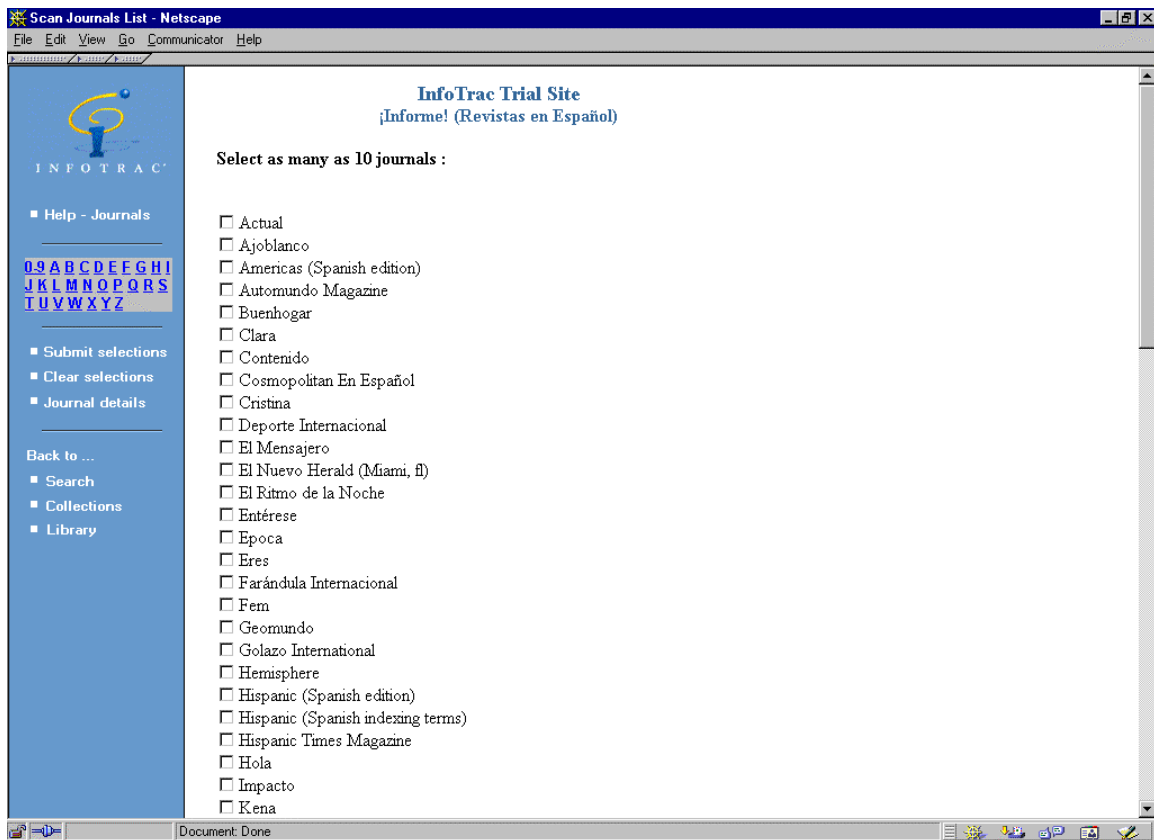 Scan Journals List - Netscape
File Edit View Go Communicator Help
INFOTRAC
Help - Journals
0-9 A B C D E F G H I
J K L M N O P Q R S
T U V W X Y Z
Submit selections
Clear selections
Journal details
Back to ...
Search
Collections
Library
InfoTrac Trial Site
¡Informe! (Revistas en Español)
Select as many as 10 journals :
Actual
Ajoblanco
Americas (Spanish edition)
Automundo Magazine
Buenhogar
Clara
Contenido
Cosmopolitan En Español
Cristina
Deporte Internacional
El Mensajero
El Nuevo Herald (Miami, fl)
El Ritmo de la Noche
Entérese
Epoca
Eres
Farándula Internacional
Fem
Geomundo
Golazo International
Hemisphere
Hispanic (Spanish edition)
Hispanic (Spanish indexing terms)
Hispanic Times Magazine
Hola
Impacto
Kena
Document: Done